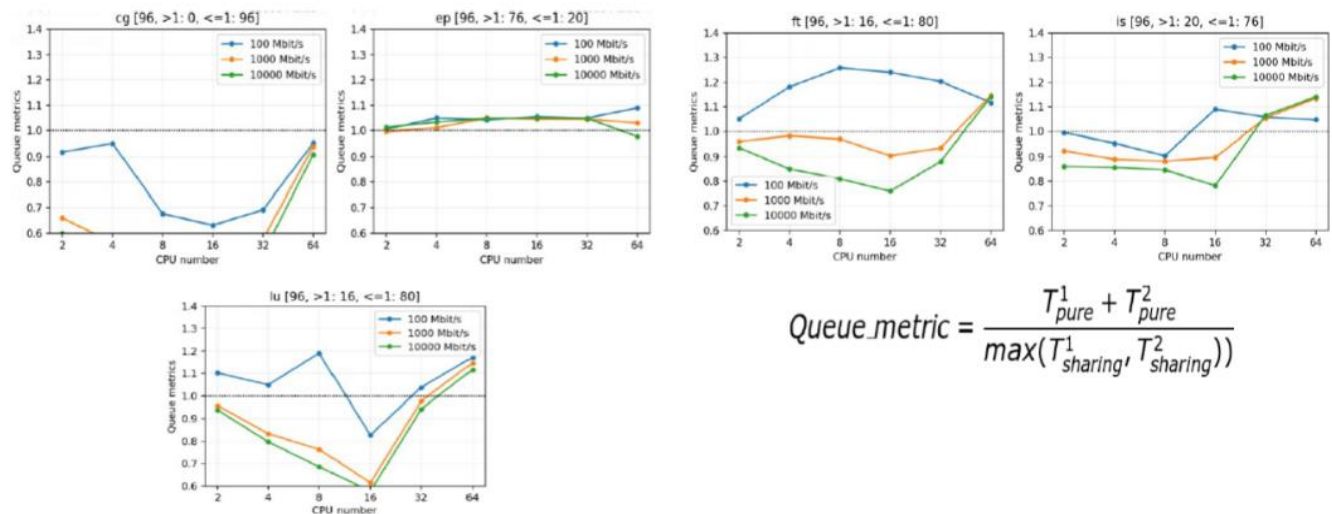 cg [96, >1: 0, <=1: 96]
1.4
1.3
1.2
1.1
1.0
0.9
0.8
0.7
0.6
Queue metrics
100 Mbit/s
1000 Mbit/s
10000 Mbit/s
2 4 8 16 32 64
CPU number
ep [96, >1: 76, <=1: 20]
1.4
1.3
1.2
1.1
1.0
0.9
0.8
0.7
0.6
Queue metrics
100 Mbit/s
1000 Mbit/s
10000 Mbit/s
2 4 8 16 32 64
CPU number
ft [96, >1: 16, <=1: 80]
1.4
1.3
1.2
1.1
1.0
0.9
0.8
0.7
0.6
Queue metrics
100 Mbit/s
1000 Mbit/s
10000 Mbit/s
2 4 8 16 32 64
CPU number
is [96, >1: 20, <=1: 76]
1.4
1.3
1.2
1.1
1.0
0.9
0.8
0.7
0.6
Queue metrics
100 Mbit/s
1000 Mbit/s
10000 Mbit/s
2 4 8 16 32 64
CPU number
lu [96, >1: 16, <=1: 80]
1.4
1.3
1.2
1.1
1.0
0.9
0.8
0.7
0.6
Queue metrics
100 Mbit/s
1000 Mbit/s
10000 Mbit/s
2 4 8 16 32 64
CPU number
T^1_pure + T^2_pure
Queue_metric =
max(T^1_sharing, T^2_sharing))